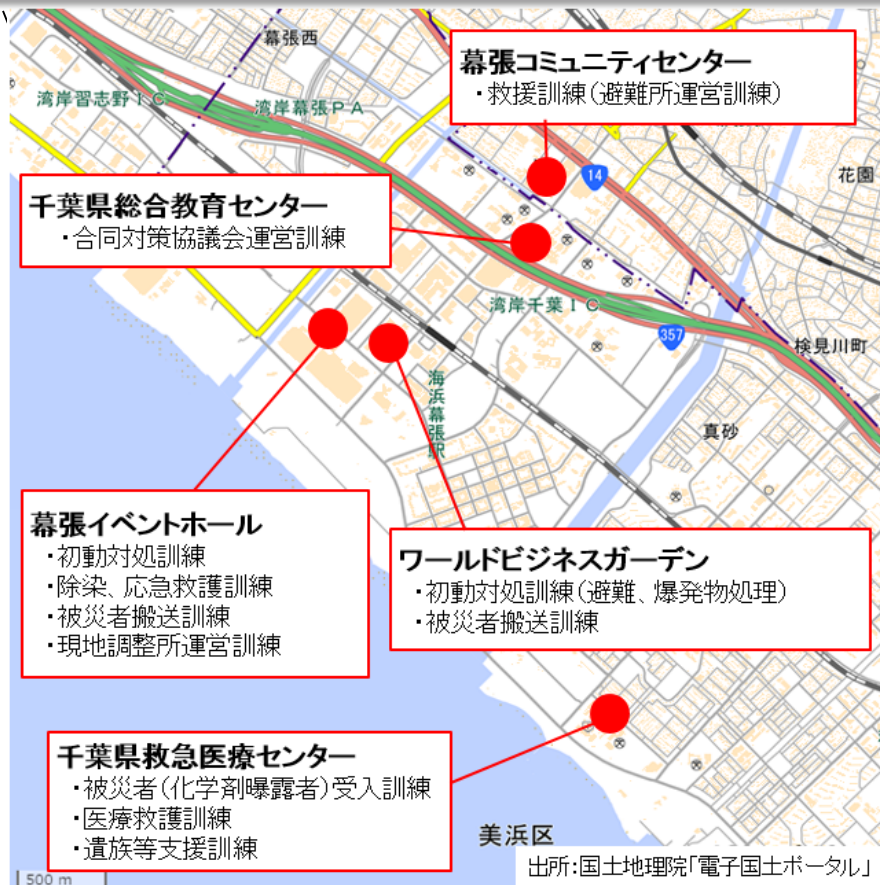 幕張西
幕張コミュニティセンター
・救援訓練(避難所運営訓練)
湾岸習志野IC
湾岸幕張PA
14
花園
千葉県総合教育センター
・合同対策協議会運営訓練
湾岸千葉IC
357
検見川町
海浜幕張駅
真砂
幕張イベントホール
・初動対処訓練
・除染、応急救護訓練
・被災者搬送訓練
・現地調整所運営訓練
ワールドビジネスガーデン
・初動対処訓練(避難、爆発物処理)
・被災者搬送訓練
千葉県救急医療センター
・被災者(化学剤曝露者)受入訓練
・医療救護訓練
・遺族等支援訓練
美浜区
出所:国土地理院「電子国土ポータル」
500 m